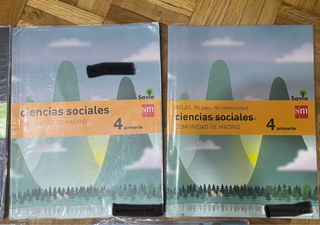 Savia
ciencias sociales
COMUNIDAD DE MADRID
4 primaria
sm
Savia
ATLAS. Mi país, mi comunidad
ciencias sociales
COMUNIDAD DE MADRID
4 primaria
sm